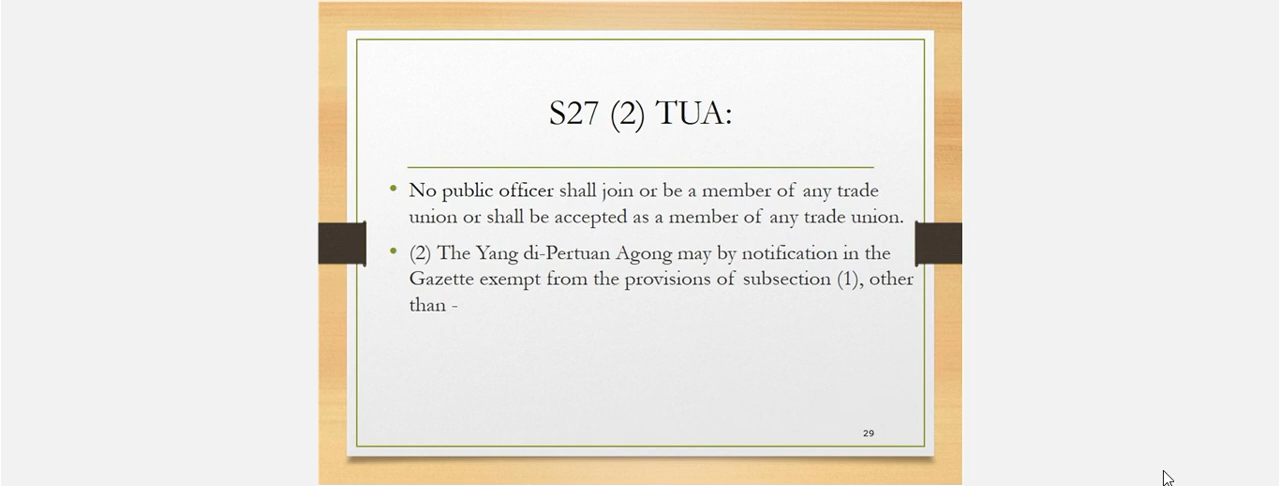 S27 (2) TUA:
• No public officer shall join or be a member of any trade
union or shall be accepted as a member of any trade union.
• (2) The Yang di-Pertuan Agong may by notification in the
Gazette exempt from the provisions of subsection (1), other
than -
29